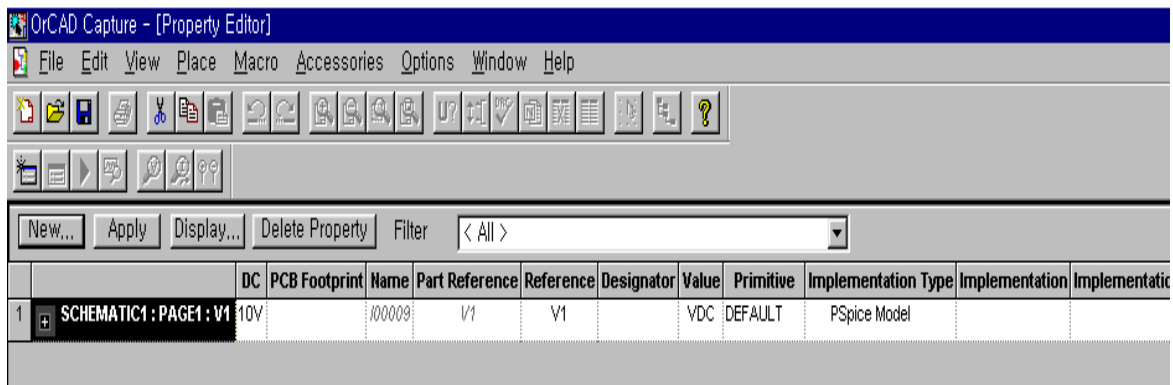 OrCAD Capture - [Property Editor]
File Edit View Place Macro Accessories Options Window Help
U? DRC
New... Apply Display... Delete Property Filter < All >
DC PCB Footprint Name Part Reference Reference Designator Value Primitive Implementation Type Implementation Implementatio
1 SCHEMATIC1 : PAGE1 : V1 10V I00009 V1 V1 VDC DEFAULT PSpice Model